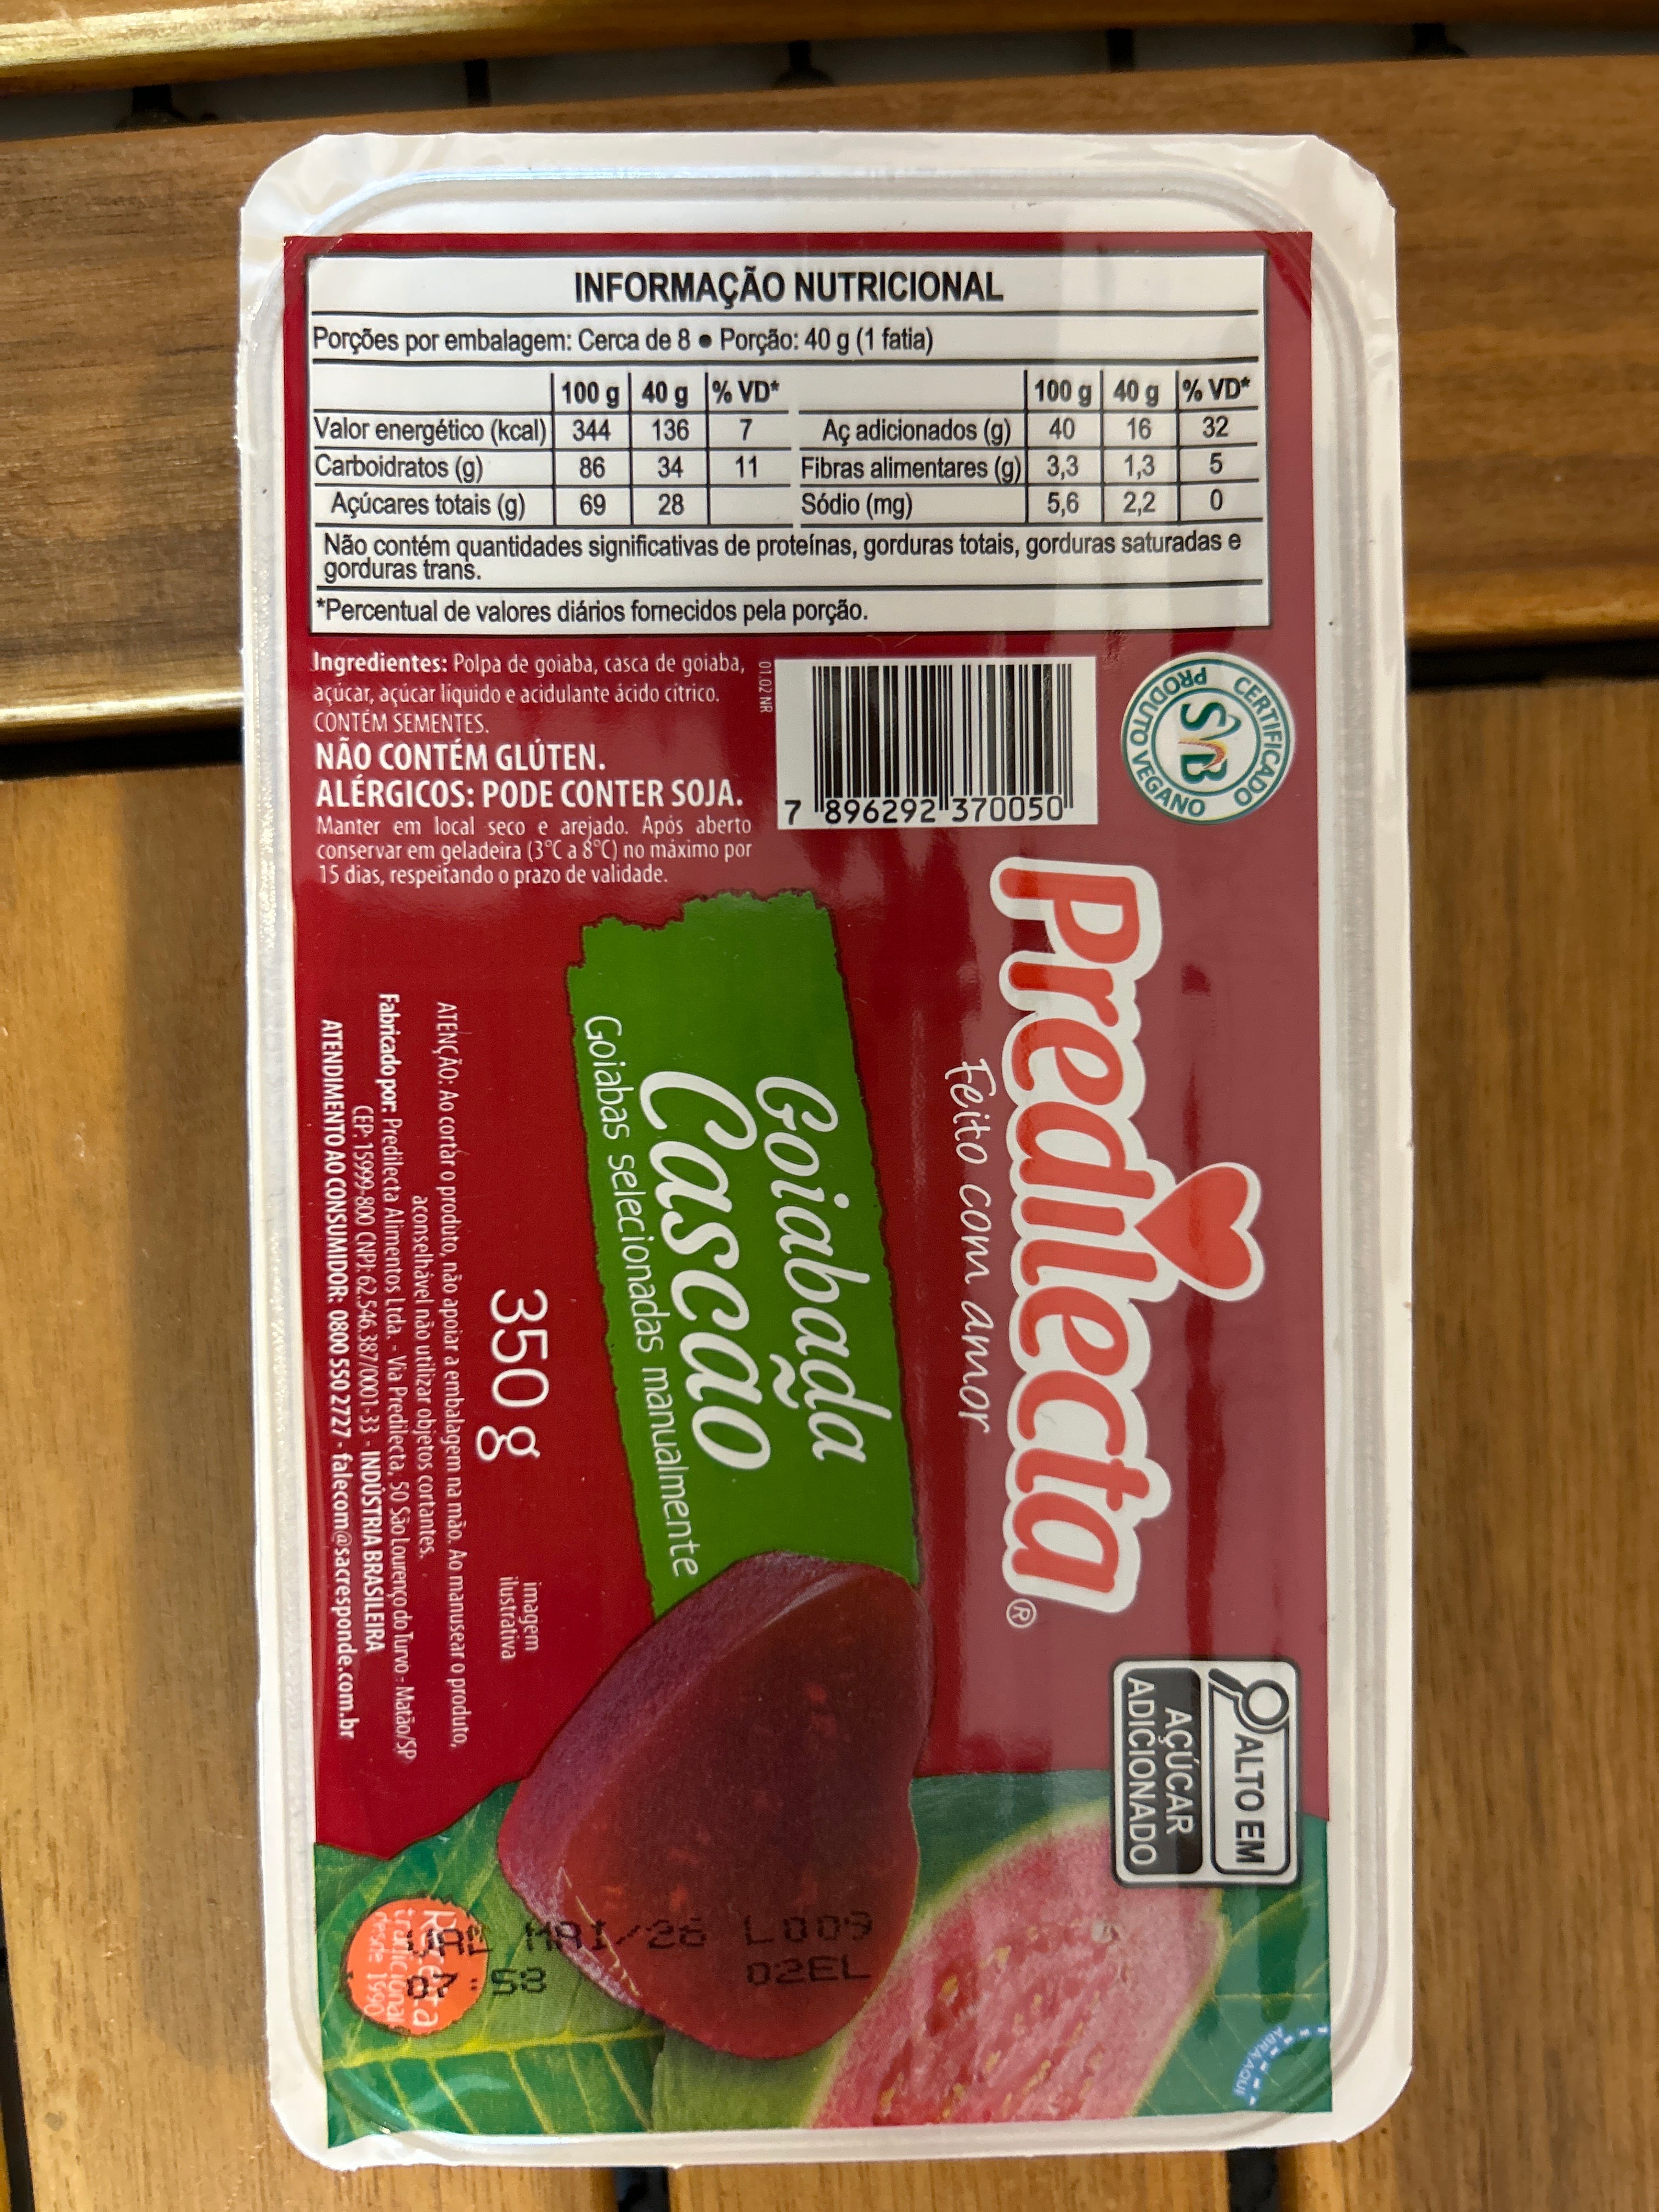 INFORMAÇÃO NUTRICIONAL
Porções por embalagem: Cerca de 8 • Porção: 40 g (1 fatia)
100 g 40 g % VD* 100 g 40 g % VD*
Valor energético (kcal) 344 136 7 Aç adicionados (g) 40 16 32
Carboidratos (g) 86 34 11 Fibras alimentares (g) 3,3 1,3 5
Açúcares totais (g) 69 28 Sódio (mg) 5,6 2,2 0
Não contém quantidades significativas de proteínas, gorduras totais, gorduras saturadas e
gorduras trans.
*Percentual de valores diários fornecidos pela porção.
Ingredientes: Polpa de goiaba, casca de goiaba,
açúcar, açúcar líquido e acidulante ácido cítrico.
CONTÉM SEMENTES.
NÃO CONTÉM GLÚTEN.
ALÉRGICOS: PODE CONTER SOJA.
Manter em local seco e arejado. Após aberto
conservar em geladeira (3°C a 8°C) no máximo por
15 dias, respeitando o prazo de validade.
01.02 NR
7 896292 370050
CERTIFICADO
SVB
PRODUTO VEGANO
Predilecta®
Feito com amor
ALTO EM
AÇÚCAR
ADICIONADO
Goiabada
Cascão
Goiabas selecionadas manualmente
350 g
imagem
ilustrativa
ATENÇÃO: Ao cortar o produto, não apoiar a embalagem na mão. Ao manusear o produto,
aconselhável não utilizar objetos cortantes.
Fabricado por: Predilecta Alimentos Ltda. - Via Predilecta, 50 São Lourenço do Turvo - Matão/SP
CEP: 15999-800 CNPJ: 62.546.387/0001-33 - INDÚSTRIA BRASILEIRA
ATENDIMENTO AO CONSUMIDOR: 0800 550 2727 - falecom@sacresponde.com.br
VAL MAI/26 L009
07:58 02EL
tradicional
desde 1990
ABRA AQUI